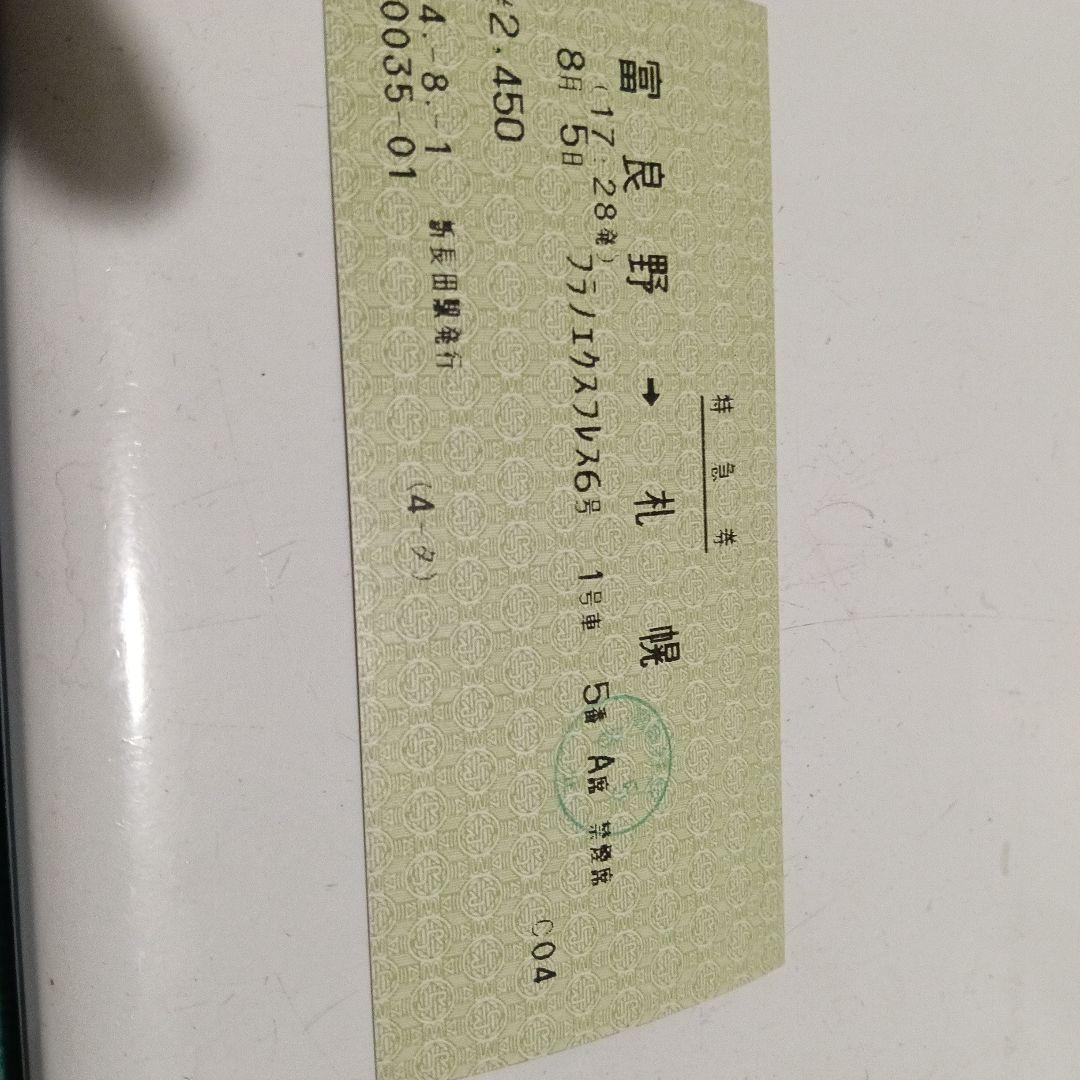 特急券
富良野 → 札幌
(17:28発)
8月 5日 フラノエクスプレス6号 1号車 5番 A席 禁煙席
¥2,450 C04
4.-8.-1 新長田駅発行
00035-01 (4-タ)